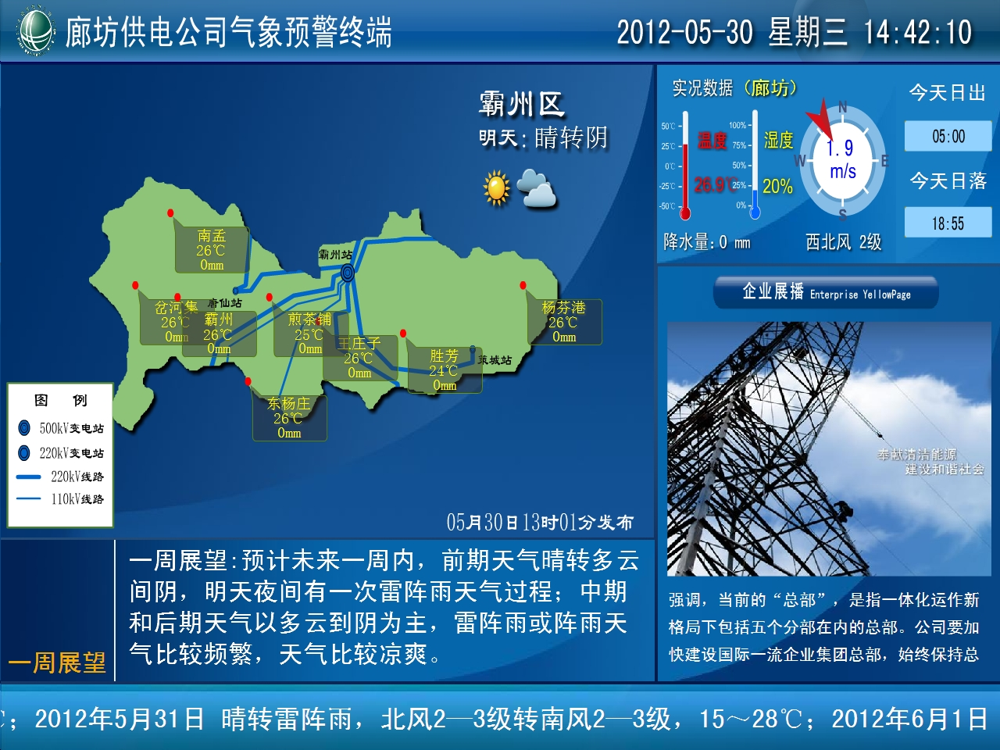 廊坊供电公司气象预警终端
2012-05-30 星期三 14:42:10
霸州区
明天:晴转阴
南孟
26℃
0mm
霸州站
唐仙站
岔河集
26℃
0mm
霸州
26℃
0mm
煎茶铺
25℃
0mm
王庄子
26℃
0mm
胜芳
24℃
0mm
策城站
杨芬港
26℃
0mm
东杨庄
26℃
0mm
图 例
500kV变电站
220kV变电站
220kV线路
110kV线路
05月30日13时01分发布
实况数据（廊坊）
50℃
25℃
0℃
-25℃
-50℃
温度
26.9℃
100%
75%
50%
25%
0%
湿度
20%
N
W
E
S
1.9
m/s
降水量:0 mm
西北风 2级
今天日出
05:00
今天日落
18:55
企业展播 Enterprise YellowPage
奉献清洁能源
建设和谐社会
强调，当前的“总部”，是指一体化运作新
格局下包括五个分部在内的总部。公司要加
快建设国际一流企业集团总部，始终保持总
一周展望
一周展望:预计未来一周内，前期天气晴转多云
间阴，明天夜间有一次雷阵雨天气过程；中期
和后期天气以多云到阴为主，雷阵雨或阵雨天
气比较频繁，天气比较凉爽。
℃；2012年5月31日 晴转雷阵雨，北风2—3级转南风2—3级，15～28℃；2012年6月1日